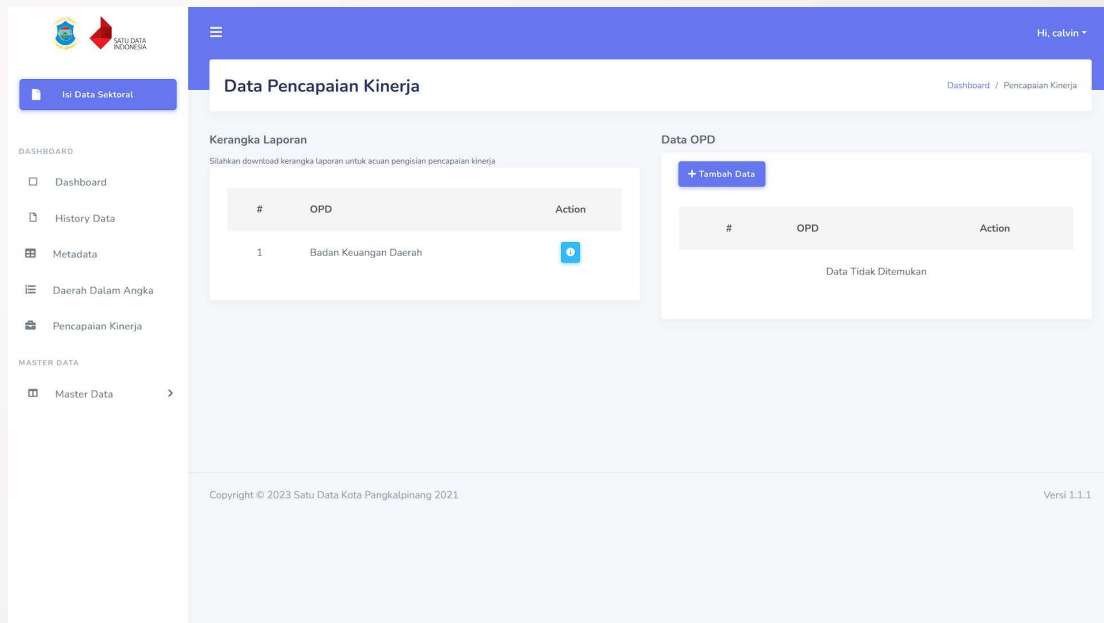 SATU DATA
INDONESIA
Isi Data Sektoral
DASHBOARD
Dashboard
History Data
Metadata
Daerah Dalam Angka
Pencapaian Kinerja
MASTER DATA
Master Data
Hi, calvin
Data Pencapaian Kinerja
Dashboard / Pencapaian Kinerja
Kerangka Laporan
Silahkan download kerangka laporan untuk acuan pengisian pencapaian kinerja
# OPD Action
1 Badan Keuangan Daerah
Data OPD
+ Tambah Data
# OPD Action
Data Tidak Ditemukan
Copyright © 2023 Satu Data Kota Pangkalpinang 2021
Versi 1.1.1